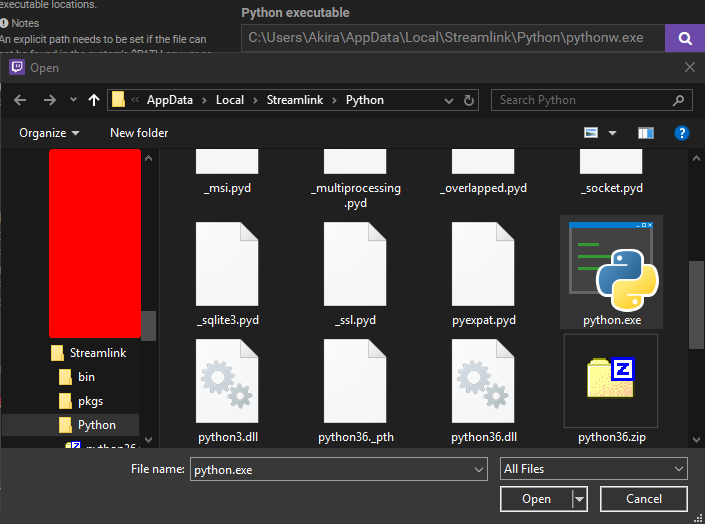 executable locations.
Notes
An explicit path needs to be set if the file can
Python executable
C:\Users\Akira\AppData\Local\Streamlink\Python\pythonw.exe
Open
AppData
Local
Streamlink
Python
Search Python
Organize
New folder
_msi.pyd
_multiprocessing
.pyd
_overlapped.pyd
_socket.pyd
_sqlite3.pyd
_ssl.pyd
pyexpat.pyd
python.exe
python3.dll
python36._pth
python36.dll
python36.zip
Streamlink
bin
pkgs
Python
File name:
python.exe
All Files
Open
Cancel